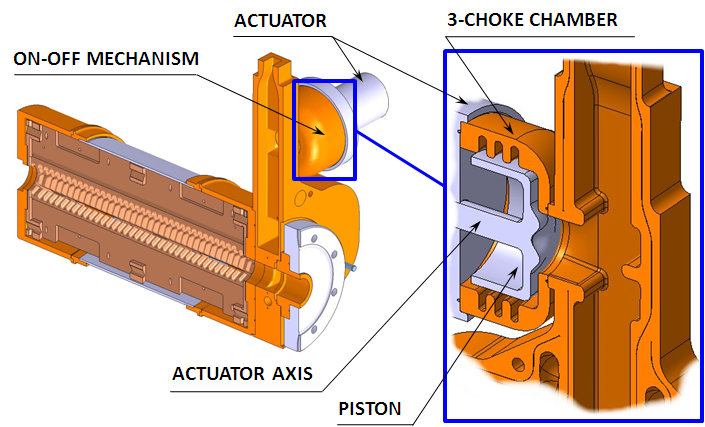 ACTUATOR
3-CHOKE CHAMBER
ON-OFF MECHANISM
ACTUATOR AXIS
PISTON